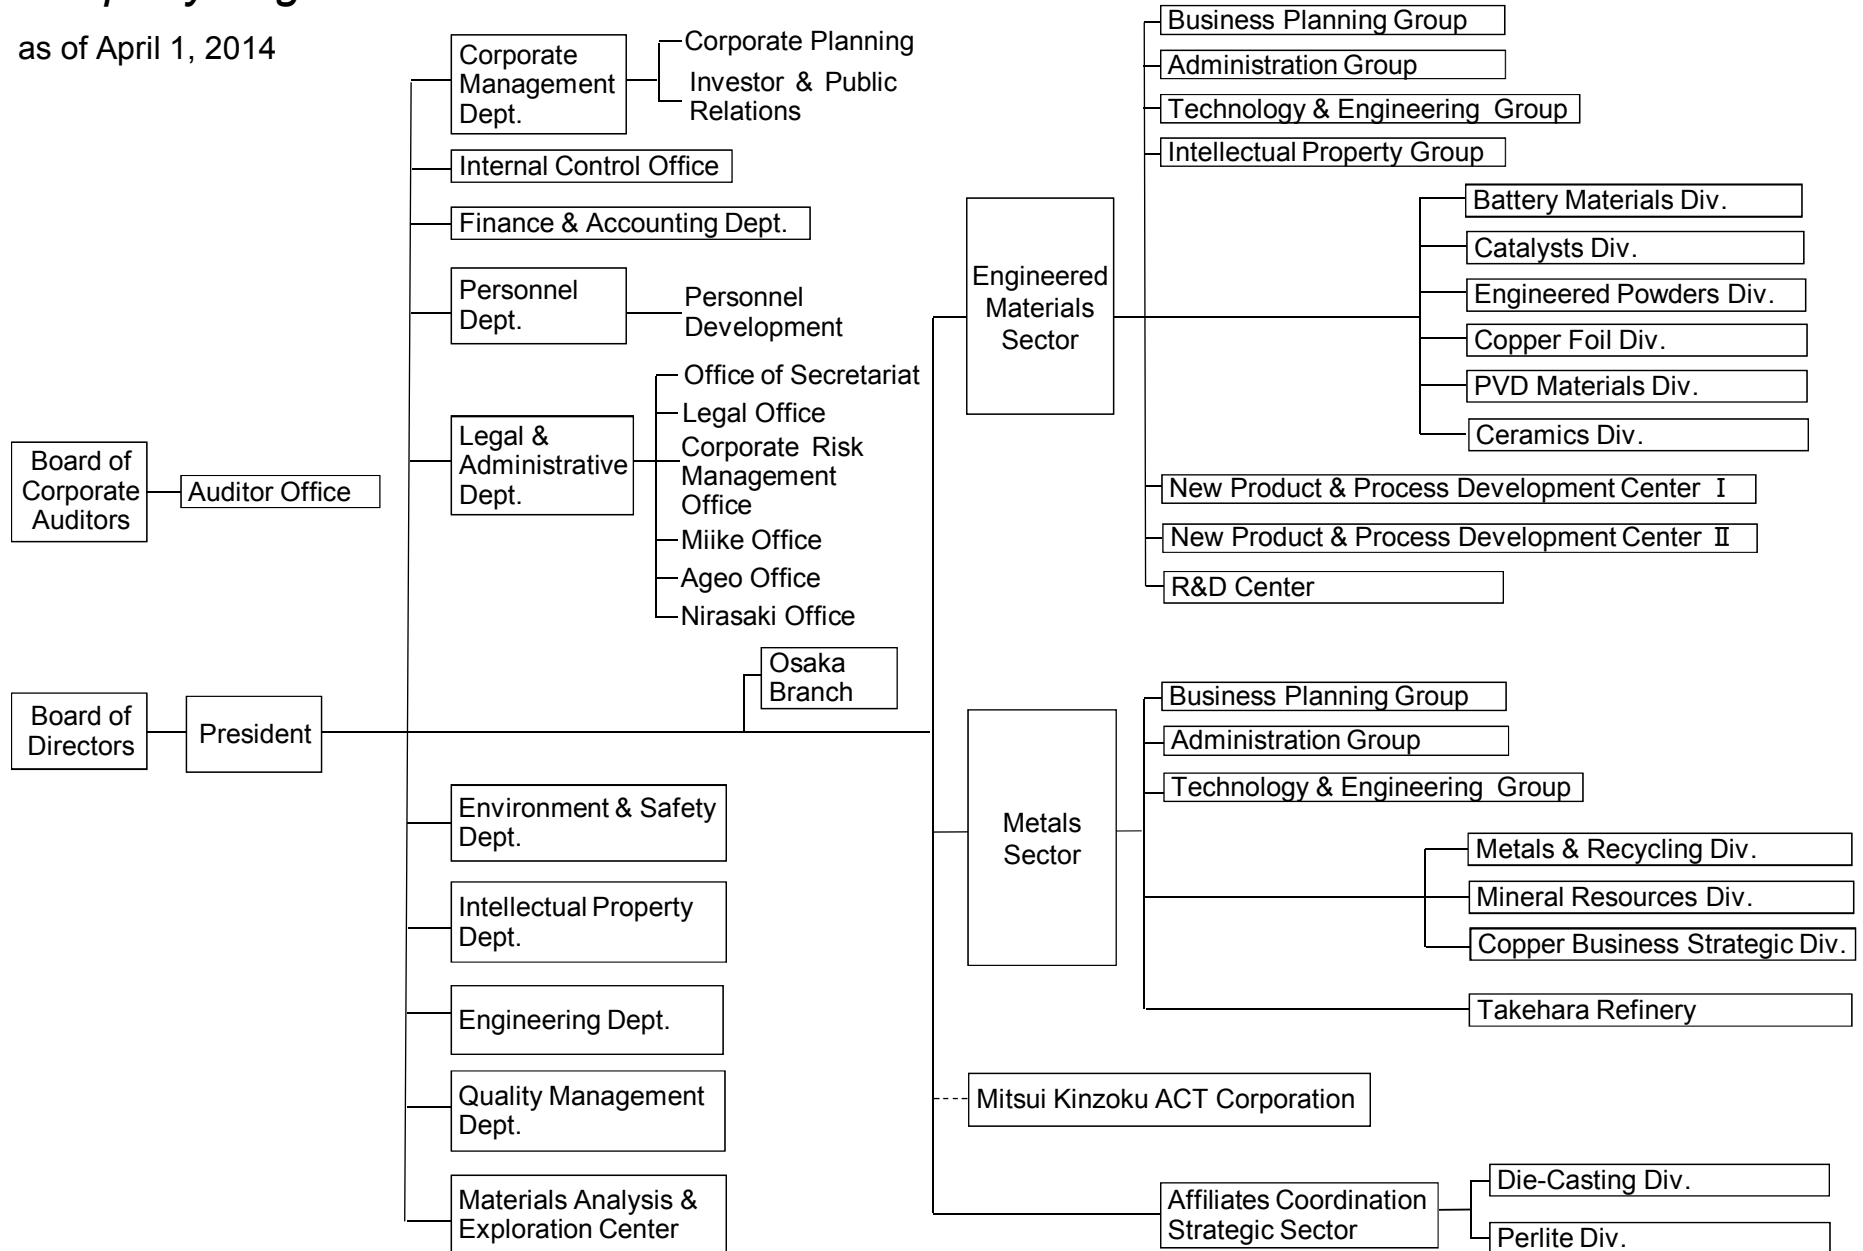 as of April 1, 2014
Corporate
Management
Dept.
Corporate Planning
Investor & Public
Relations
Internal Control Office
Finance & Accounting Dept.
Personnel
Dept.
Personnel
Development
Legal &
Administrative
Dept.
Office of Secretariat
Legal Office
Corporate Risk
Management
Office
Miike Office
Ageo Office
Nirasaki Office
Board of
Corporate
Auditors
Auditor Office
Osaka
Branch
Board of
Directors
President
Environment & Safety
Dept.
Intellectual Property
Dept.
Engineering Dept.
Quality Management
Dept.
Materials Analysis &
Exploration Center
Engineered
Materials
Sector
Business Planning Group
Administration Group
Technology & Engineering Group
Intellectual Property Group
Battery Materials Div.
Catalysts Div.
Engineered Powders Div.
Copper Foil Div.
PVD Materials Div.
Ceramics Div.
New Product & Process Development Center Ⅰ
New Product & Process Development Center Ⅱ
R&D Center
Metals
Sector
Business Planning Group
Administration Group
Technology & Engineering Group
Metals & Recycling Div.
Mineral Resources Div.
Copper Business Strategic Div.
Takehara Refinery
Mitsui Kinzoku ACT Corporation
Affiliates Coordination
Strategic Sector
Die-Casting Div.
Perlite Div.